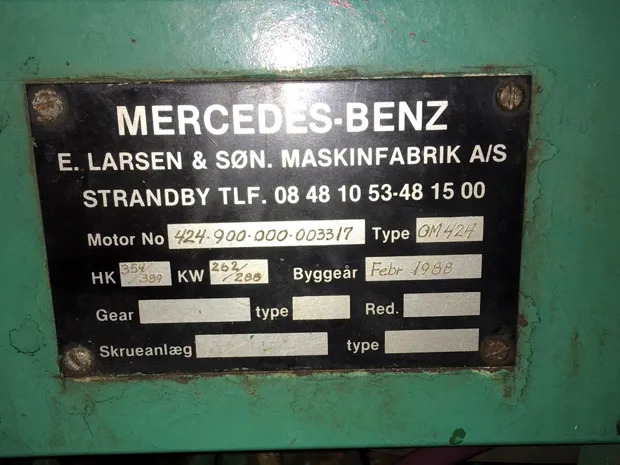 MERCEDES-BENZ
E. LARSEN & SØN. MASKINFABRIK A/S
STRANDBY TLF. 08 48 10 53-48 15 00
Motor No 424-900-000-003317 Type OM424
HK 354/389 KW 262/288 Byggeår Febr 1988
Gear type Red.
Skrueanlæg type